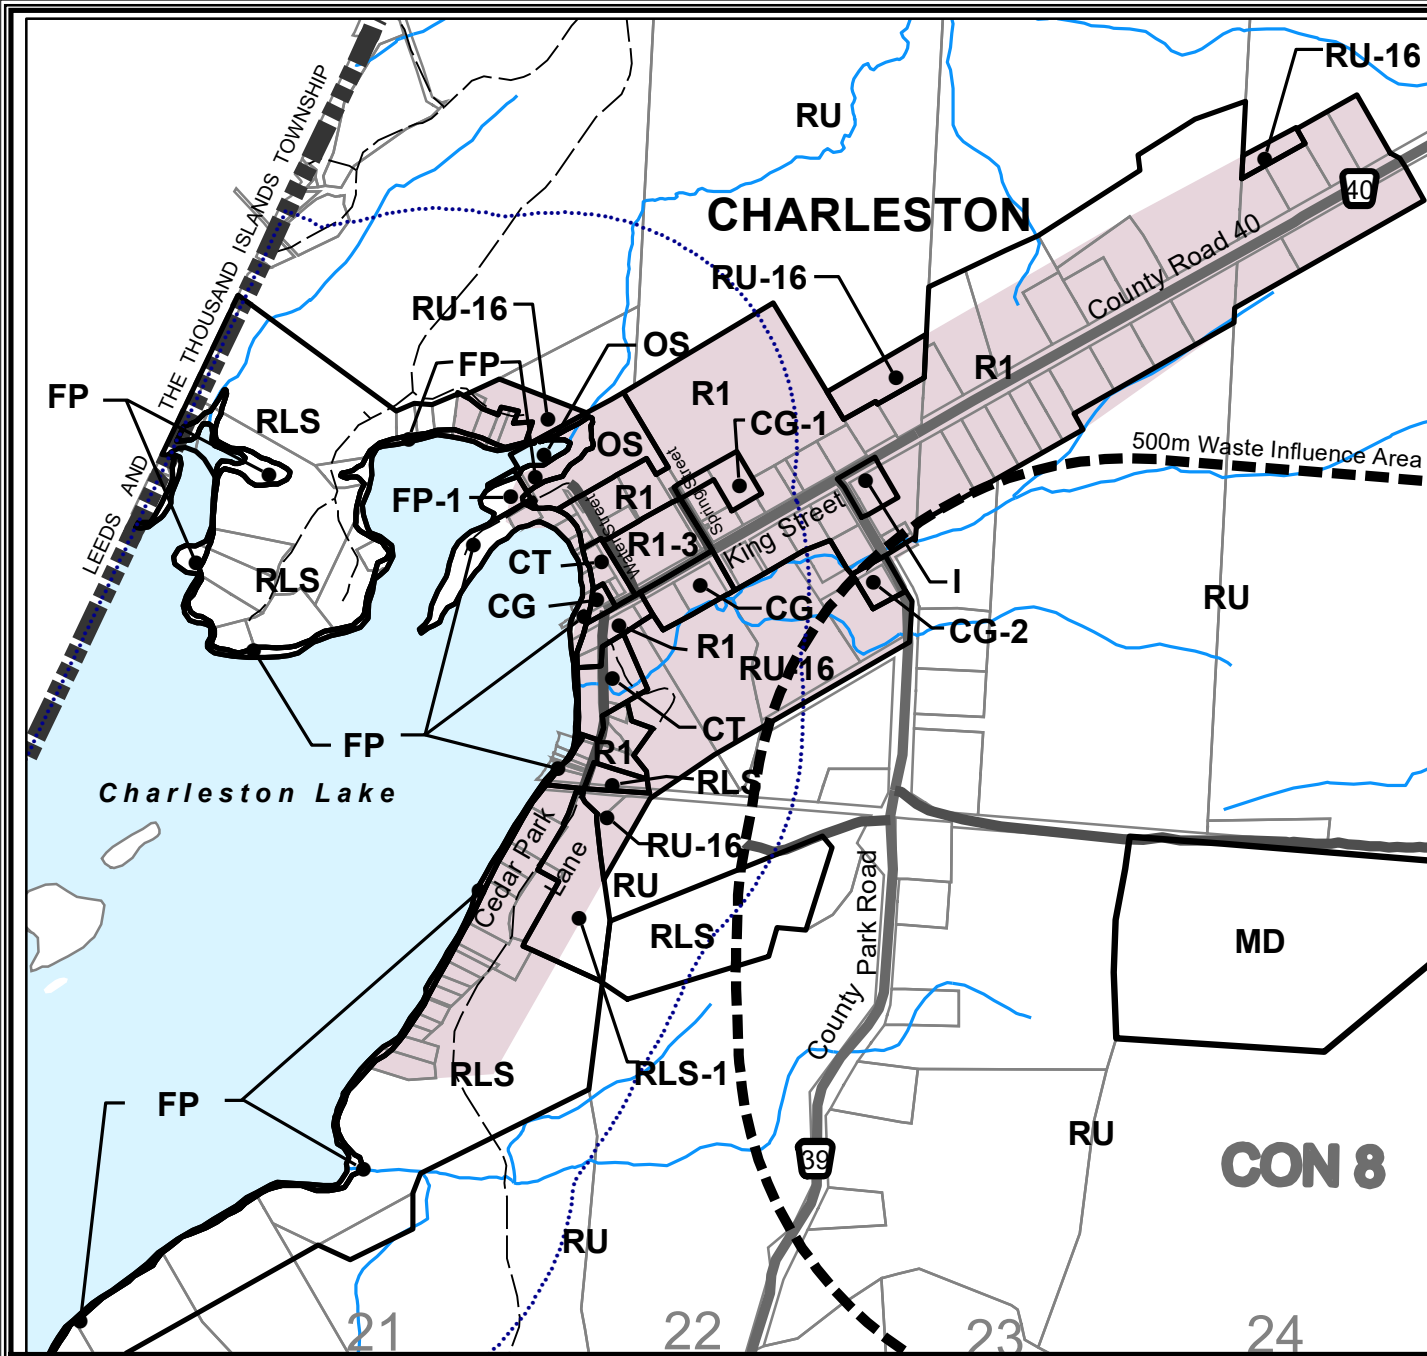 RU-16
RU
LEEDS AND THE THOUSAND ISLANDS TOWNSHIP
40
CHARLESTON
County Road 40
RU-16
RU-16
OS
FP
R1
FP
R1
RLS
CG-1
OS
500m Waste Influence Area
Spring Street
FP-1
R1
Water Street
King Street
R1-3
CT
RLS
I
CG
CG
RU
CG-2
R1
RU-16
CT
FP
R1
RLS
Charleston Lake
RU-16
Cedar Park Lane
RU
County Park Road
RLS
MD
RLS
RLS-1
FP
RU
39
CON 8
RU
21
22
23
24